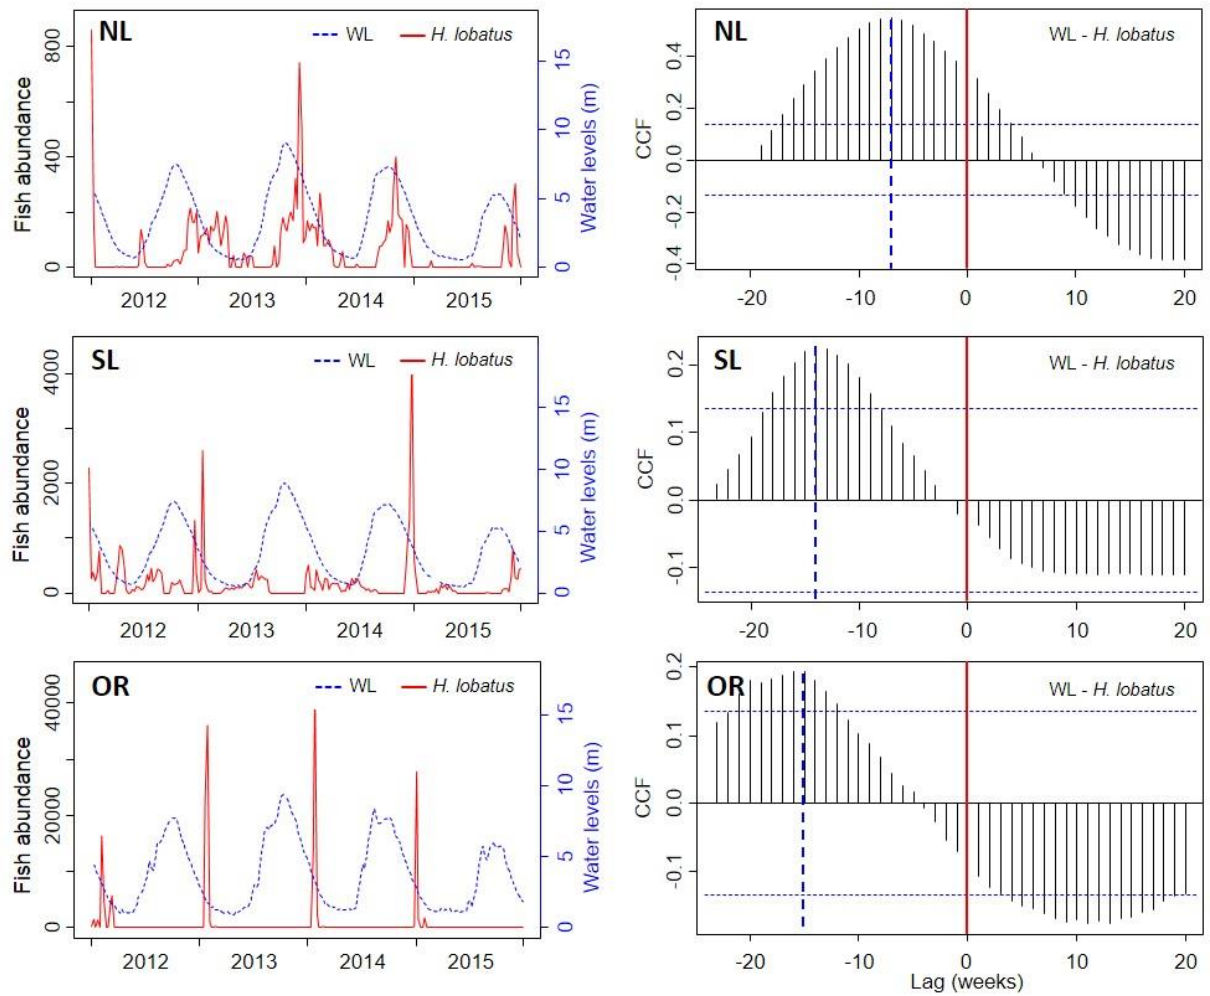 NL
WL
H. lobatus
Fish abundance
800
400
0
Water levels (m)
15
10
5
0
2012 2013 2014 2015
NL
WL - H. lobatus
CCF
0.4
0.2
0.0
-0.2
-0.4
-20 -10 0 10 20
SL
WL
H. lobatus
Fish abundance
4000
2000
0
Water levels (m)
15
10
5
0
2012 2013 2014 2015
SL
WL - H. lobatus
CCF
0.2
0.1
0.0
-0.1
-20 -10 0 10 20
OR
WL
H. lobatus
Fish abundance
40000
20000
0
Water levels (m)
15
10
5
0
2012 2013 2014 2015
OR
WL - H. lobatus
CCF
0.2
0.1
0.0
-0.1
-20 -10 0 10 20
Lag (weeks)